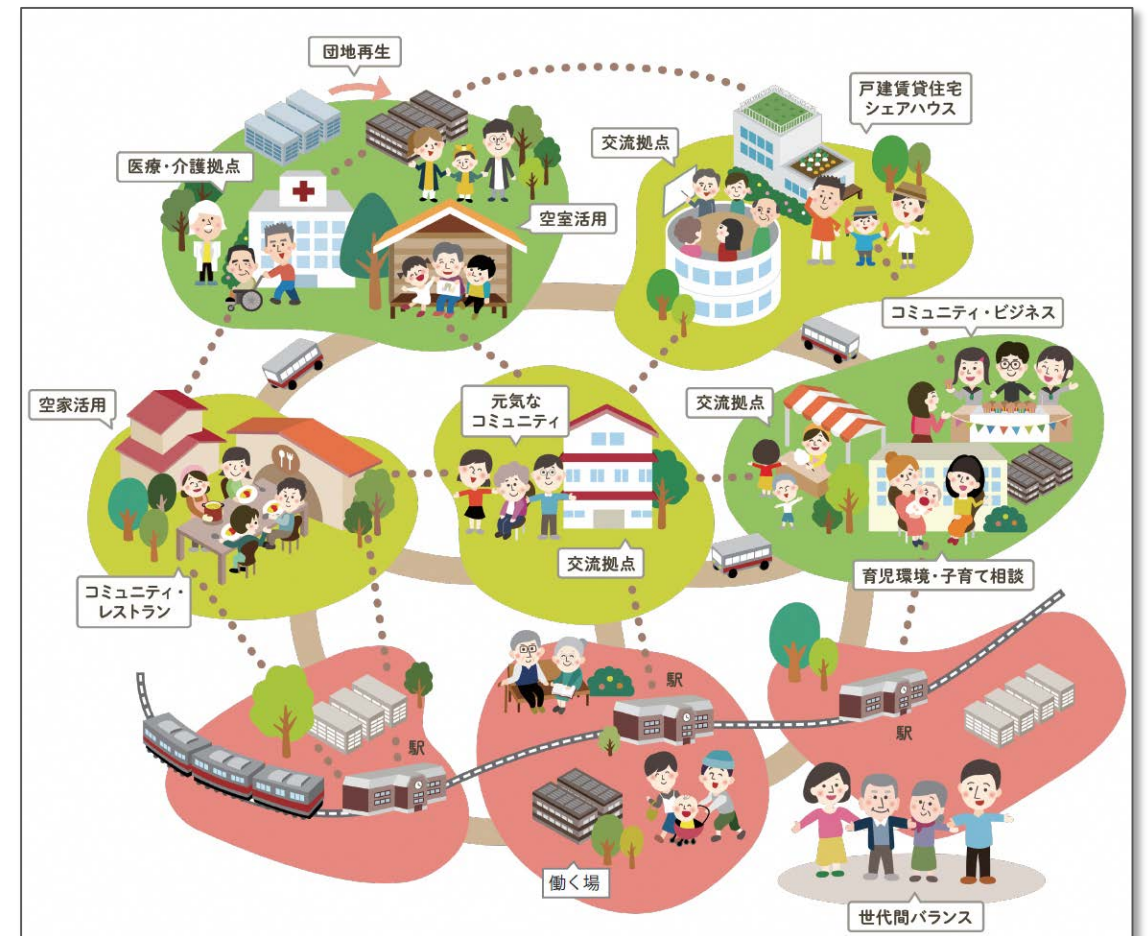 団地再生
戸建賃貸住宅
シェアハウス
交流拠点
医療・介護拠点
空室活用
コミュニティ・ビジネス
空家活用
元気な
コミュニティ
交流拠点
交流拠点
育児環境・子育て相談
コミュニティ・
レストラン
駅
駅
駅
働く場
世代間バランス